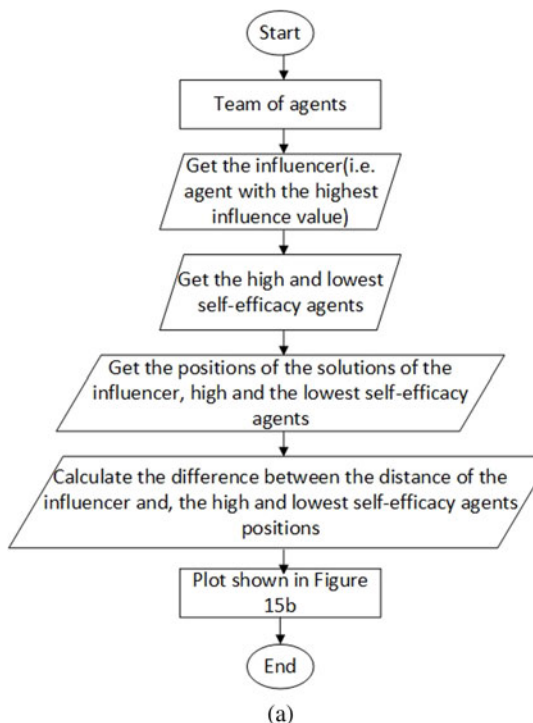 Start
Team of agents
Get the influencer(i.e.
agent with the highest
influence value)
Get the high and lowest
self-efficacy agents
Get the positions of the solutions of the
influencer, high and the lowest self-efficacy
agents
Calculate the difference between the distance of the
influencer and, the high and lowest self-efficacy agents
positions
Plot shown in Figure
15b
End
(a)